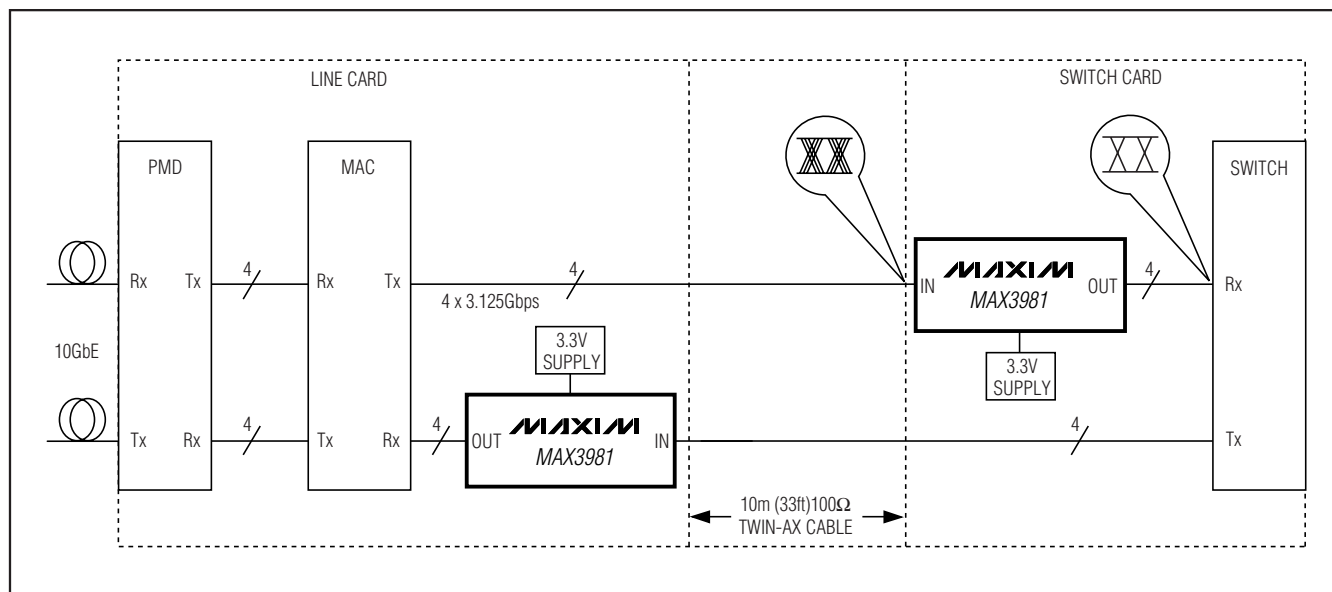 LINE CARD
SWITCH CARD
PMD
MAC
SWITCH
Rx
Tx
4
Rx
Tx
4
4 x 3.125Gbps
IN
MAXIM
MAX3981
OUT
4
Rx
10GbE
3.3V
SUPPLY
3.3V
SUPPLY
Tx
Rx
4
Tx
Rx
4
OUT
MAXIM
MAX3981
IN
4
Tx
10m (33ft)100Ω
TWIN-AX CABLE